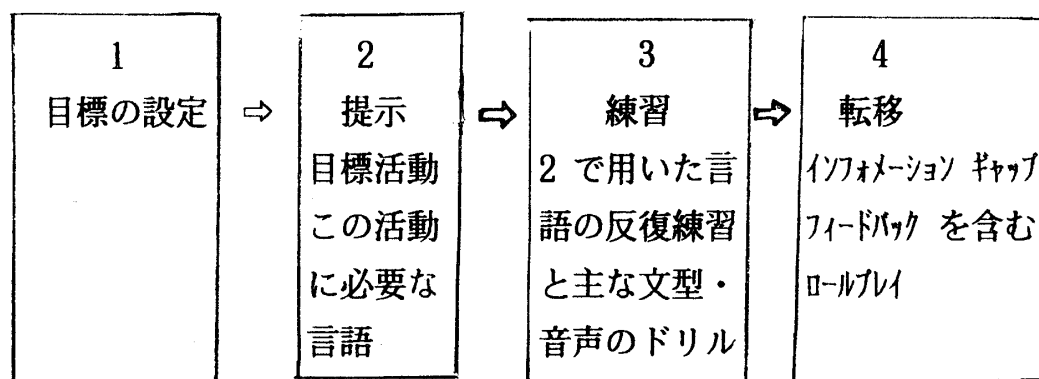 1
目標の設定
⇨
2
提示
目標活動
この活動
に必要な
言語
⇨
3
練習
2 で用いた言
語の反復練習
と主な文型・
音声のドリル
⇨
4
転移
ｲﾝﾌｫﾒｰｼｮﾝ ｷﾞｬｯﾌﾟ
ﾌｨｰﾄﾞﾊﾞｯｸ を含む
ﾛｰﾙﾌﾟﾚｲ